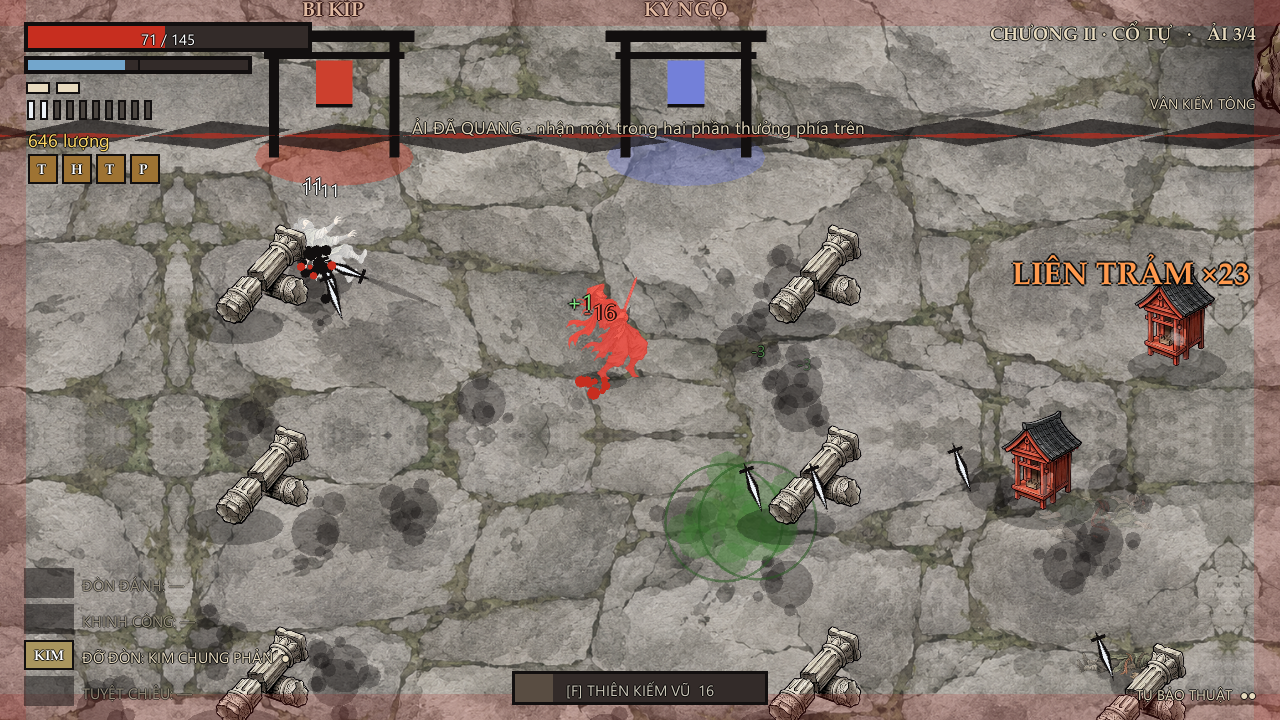 BÍ KÍP
KỲ NGỘ
71 / 145
CHƯƠNG II · CỔ TỰ · ẢI 3/4
VÂN KIẾM TÔNG
ẢI ĐÃ QUANG · nhận một trong hai phần thưởng phía trên
646 lượng
T H T P
1111
LIÊN TRẢM ×23
+1
-16
-3
ĐÒN ĐÁNH: —
KHINH CÔNG: —
KIM ĐỠ ĐÒN: KIM CHUNG PHẢN
TUYỆT CHIÊU: —
[F] THIÊN KIẾM VŨ 16
TỤ BẢO THUẬT